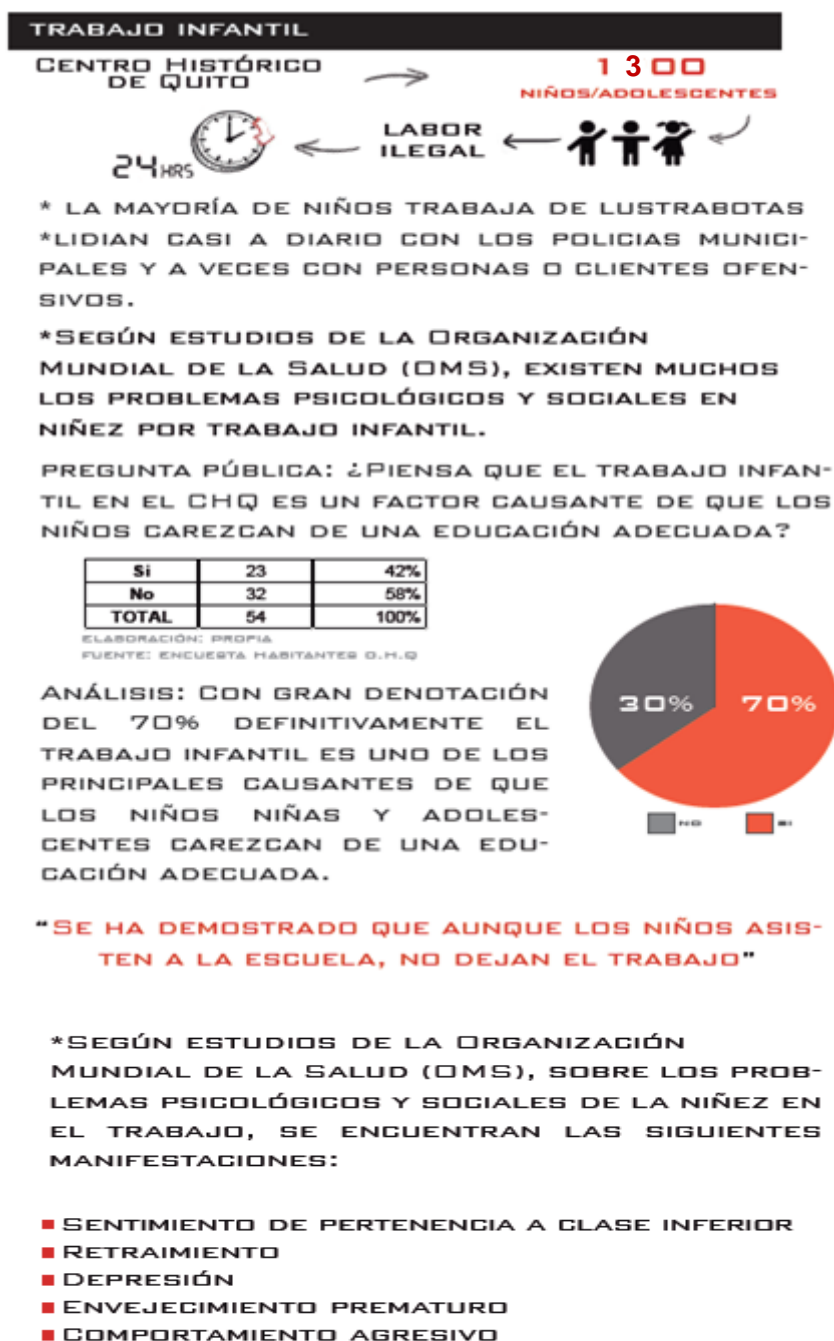 TRABAJO INFANTIL
CENTRO HISTÓRICO
DE QUITO
1 3 00
NIÑOS/ADOLESCENTES
LABOR
ILEGAL
24 HRS
* LA MAYORÍA DE NIÑOS TRABAJA DE LUSTRABOTAS
*LIDIAN CASI A DIARIO CON LOS POLICIAS MUNICI-
PALES Y A VECES CON PERSONAS O CLIENTES OFEN-
SIVOS.
*SEGÚN ESTUDIOS DE LA ORGANIZACIÓN
MUNDIAL DE LA SALUD (OMS), EXISTEN MUCHOS
LOS PROBLEMAS PSICOLÓGICOS Y SOCIALES EN
NIÑEZ POR TRABAJO INFANTIL.
PREGUNTA PÚBLICA: ¿PIENSA QUE EL TRABAJO INFAN-
TIL EN EL CHQ ES UN FACTOR CAUSANTE DE QUE LOS
NIÑOS CAREZCAN DE UNA EDUCACIÓN ADECUADA?
Si 23 42%
No 32 58%
TOTAL 54 100%
ELABORACIÓN: PROPIA
FUENTE: ENCUESTA HABITANTES C.H.Q
ANÁLISIS: CON GRAN DENOTACIÓN
DEL 70% DEFINITIVAMENTE EL
TRABAJO INFANTIL ES UNO DE LOS
PRINCIPALES CAUSANTES DE QUE
LOS NIÑOS NIÑAS Y ADOLES-
CENTES CAREZCAN DE UNA EDU-
CACIÓN ADECUADA.
30% 70%
NO SI
"SE HA DEMOSTRADO QUE AUNQUE LOS NIÑOS ASIS-
TEN A LA ESCUELA, NO DEJAN EL TRABAJO"
*SEGÚN ESTUDIOS DE LA ORGANIZACIÓN
MUNDIAL DE LA SALUD (OMS), SOBRE LOS PROB-
LEMAS PSICOLÓGICOS Y SOCIALES DE LA NIÑEZ EN
EL TRABAJO, SE ENCUENTRAN LAS SIGUIENTES
MANIFESTACIONES:
SENTIMIENTO DE PERTENENCIA A CLASE INFERIOR
RETRAIMIENTO
DEPRESIÓN
ENVEJECIMIENTO PREMATURO
COMPORTAMIENTO AGRESIVO